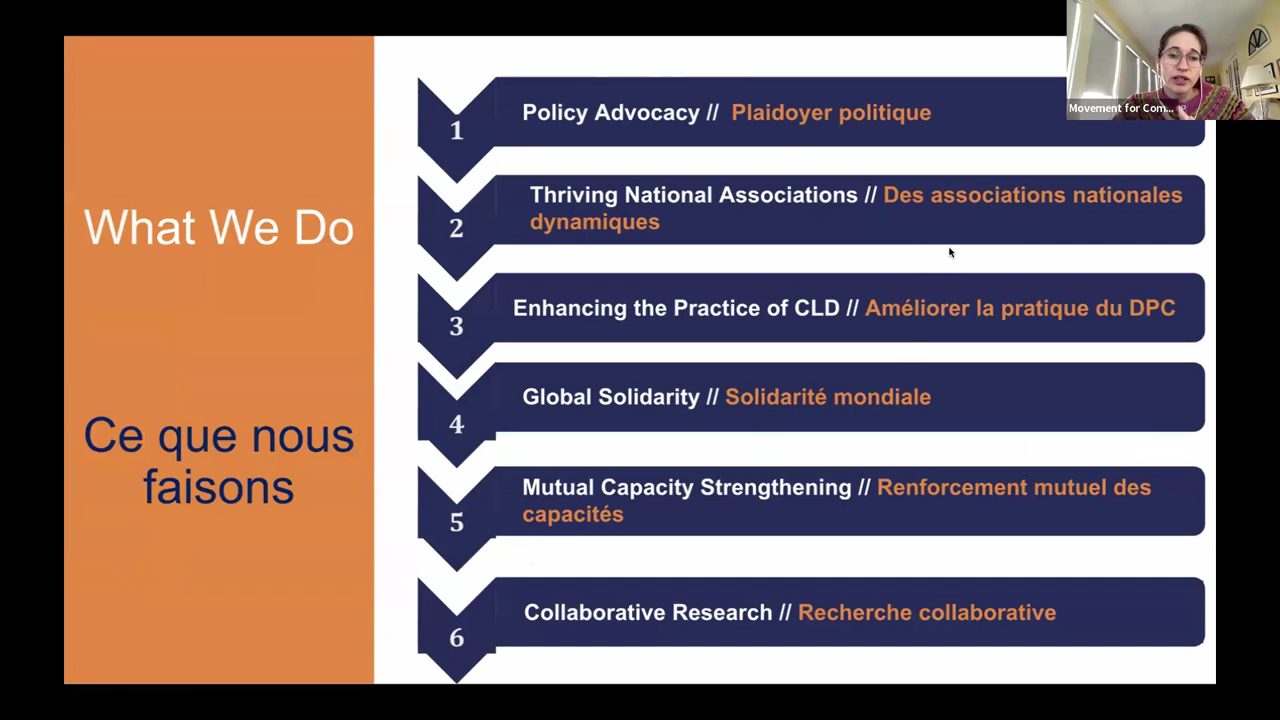 Movement for Com...
What We Do
Ce que nous
faisons
1
Policy Advocacy // Plaidoyer politique
2
Thriving National Associations // Des associations nationales
dynamiques
3
Enhancing the Practice of CLD // Améliorer la pratique du DPC
4
Global Solidarity // Solidarité mondiale
5
Mutual Capacity Strengthening // Renforcement mutuel des
capacités
6
Collaborative Research // Recherche collaborative